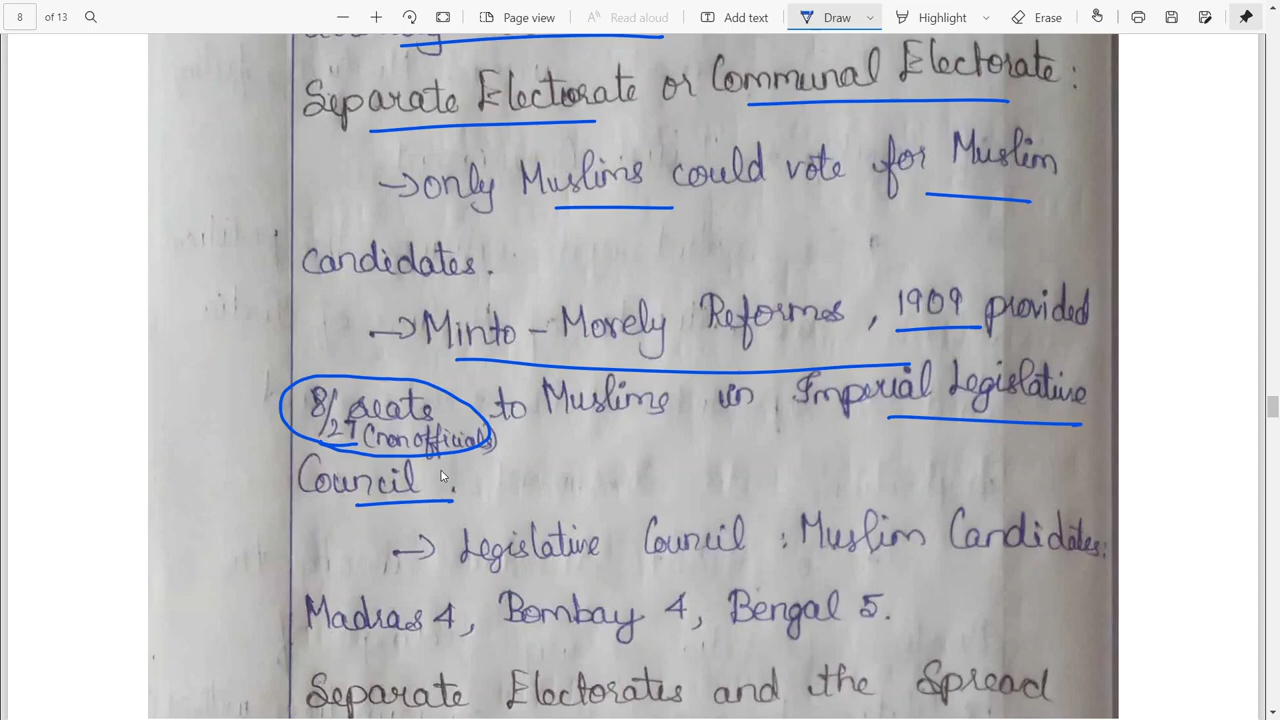 8 of 13
Page view
Read aloud
Add text
Draw
Highlight
Erase
Separate Electorate or Communal Electorate :
→ only Muslims could vote for Muslim
candidates.
→ Minto - Morely Reformes, 1909 provided
8/27 seats (non officials) to Muslims in Imperial Legislative
Council.
→ Legislative Council : Muslim Candidates:
Madras 4, Bombay 4, Bengal 5.
Separate Electorates and the Spread